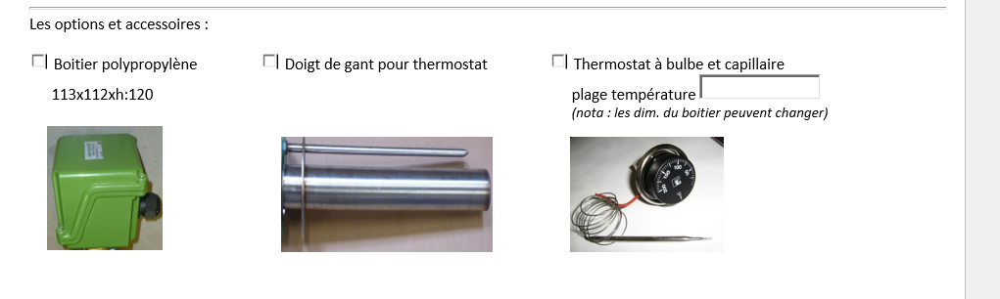 Les options et accessoires :
Boitier polypropylène
113x112xh:120
Doigt de gant pour thermostat
Thermostat à bulbe et capillaire
plage température
(nota : les dim. du boitier peuvent changer)